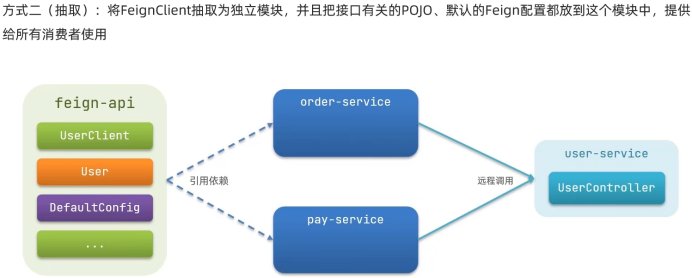 方式二（抽取）：将FeignClient抽取为独立模块，并且把接口有关的POJO、默认的Feign配置都放到这个模块中，提供
给所有消费者使用
feign-api
UserClient
User
DefaultConfig
...
引用依赖
order-service
pay-service
远程调用
user-service
UserController